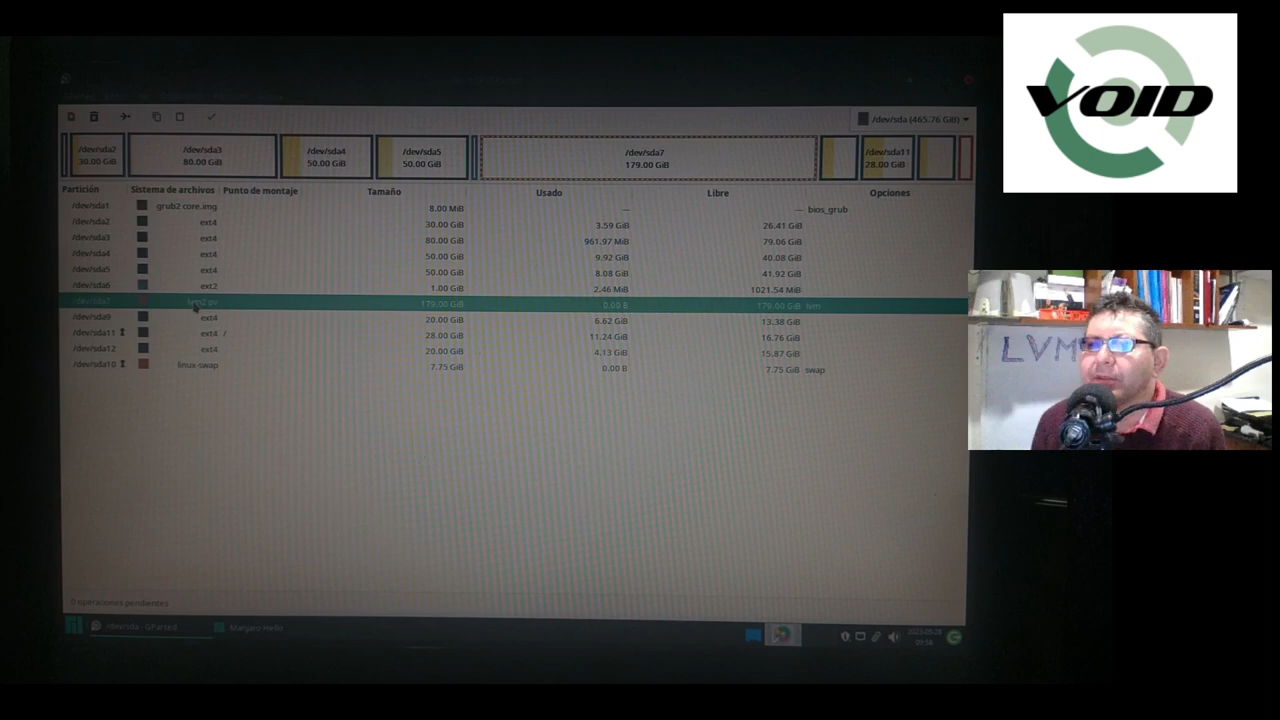 VOID
/dev/sda (465.76 GiB)
/dev/sda2
30.00 GiB
/dev/sda3
80.00 GiB
/dev/sda4
50.00 GiB
/dev/sda5
50.00 GiB
/dev/sda7
179.00 GiB
/dev/sda11
28.00 GiB
Partición Sistema de archivos Punto de montaje Tamaño Usado Libre Opciones
/dev/sda1 grub2 core.img 8.00 MiB — — bios_grub
/dev/sda2 ext4 30.00 GiB 3.59 GiB 26.41 GiB
/dev/sda3 ext4 80.00 GiB 961.97 MiB 79.06 GiB
/dev/sda4 ext4 50.00 GiB 9.92 GiB 40.08 GiB
/dev/sda5 ext4 50.00 GiB 8.08 GiB 41.92 GiB
/dev/sda6 ext2 1.00 GiB 2.46 MiB 1021.54 MiB
/dev/sda7 lvm2 pv 179.00 GiB 0.00 B 179.00 GiB lvm
/dev/sda9 ext4 20.00 GiB 6.62 GiB 13.38 GiB
/dev/sda11 ext4 / 28.00 GiB 11.24 GiB 16.76 GiB
/dev/sda12 ext4 20.00 GiB 4.13 GiB 15.87 GiB
/dev/sda10 linux-swap 7.75 GiB 0.00 B 7.75 GiB swap
LVM
0 operaciones pendientes
/dev/sda - GParted
Manjaro Hello